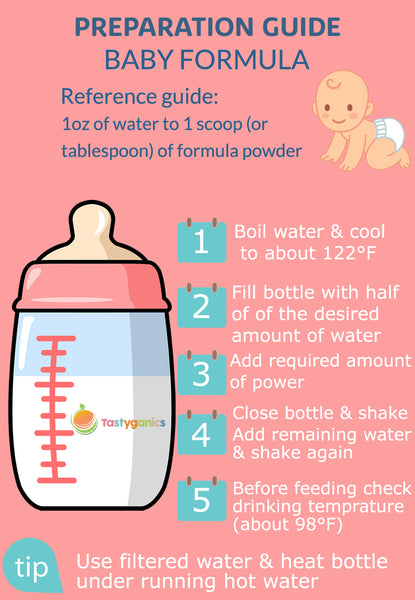 PREPARATION GUIDE
BABY FORMULA
Reference guide:
1oz of water to 1 scoop (or
tablespoon) of formula powder
1
Boil water & cool
to about 122°F
2
Fill bottle with half
of of the desired
amount of water
3
Add required amount
of power
4
Close bottle & shake
Add remaining water
& shake again
5
Before feeding check
drinking temprature
(about 98°F)
Tastyganics
tip
Use filtered water & heat bottle
under running hot water